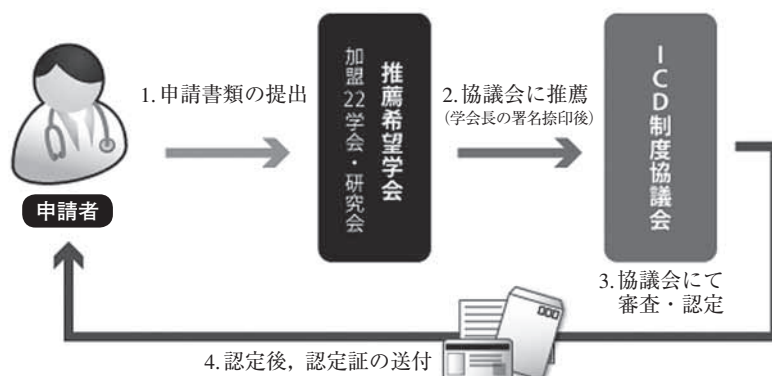 申請者
1.申請書類の提出
推薦希望学会
加盟22学会・研究会
2.協議会に推薦
(学会長の署名捺印後)
ICD制度協議会
3.協議会にて
審査・認定
4.認定後,認定証の送付